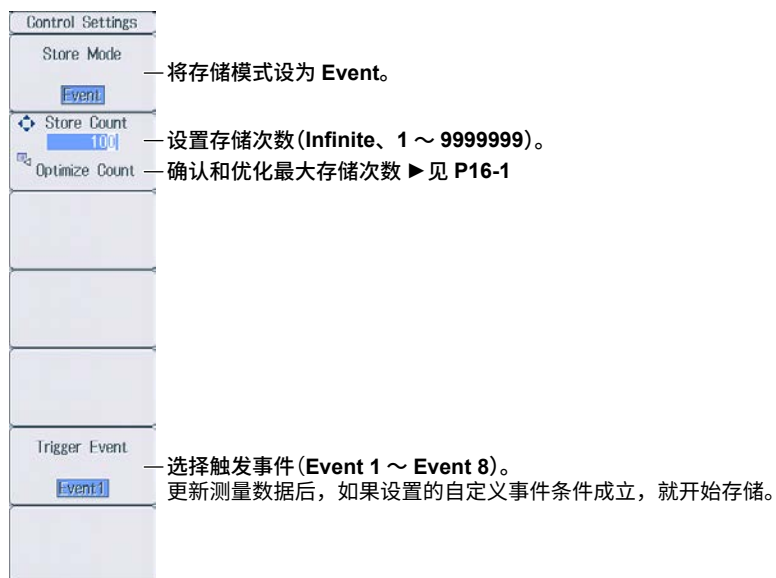 Control Settings
Store Mode
Event
将存储模式设为 Event。
Store Count
100
设置存储次数(Infinite、1 ～ 9999999)。
Optimize Count
确认和优化最大存储次数 ►见 P16-1
Trigger Event
Event1
选择触发事件(Event 1 ～ Event 8)。
更新测量数据后，如果设置的自定义事件条件成立，就开始存储。